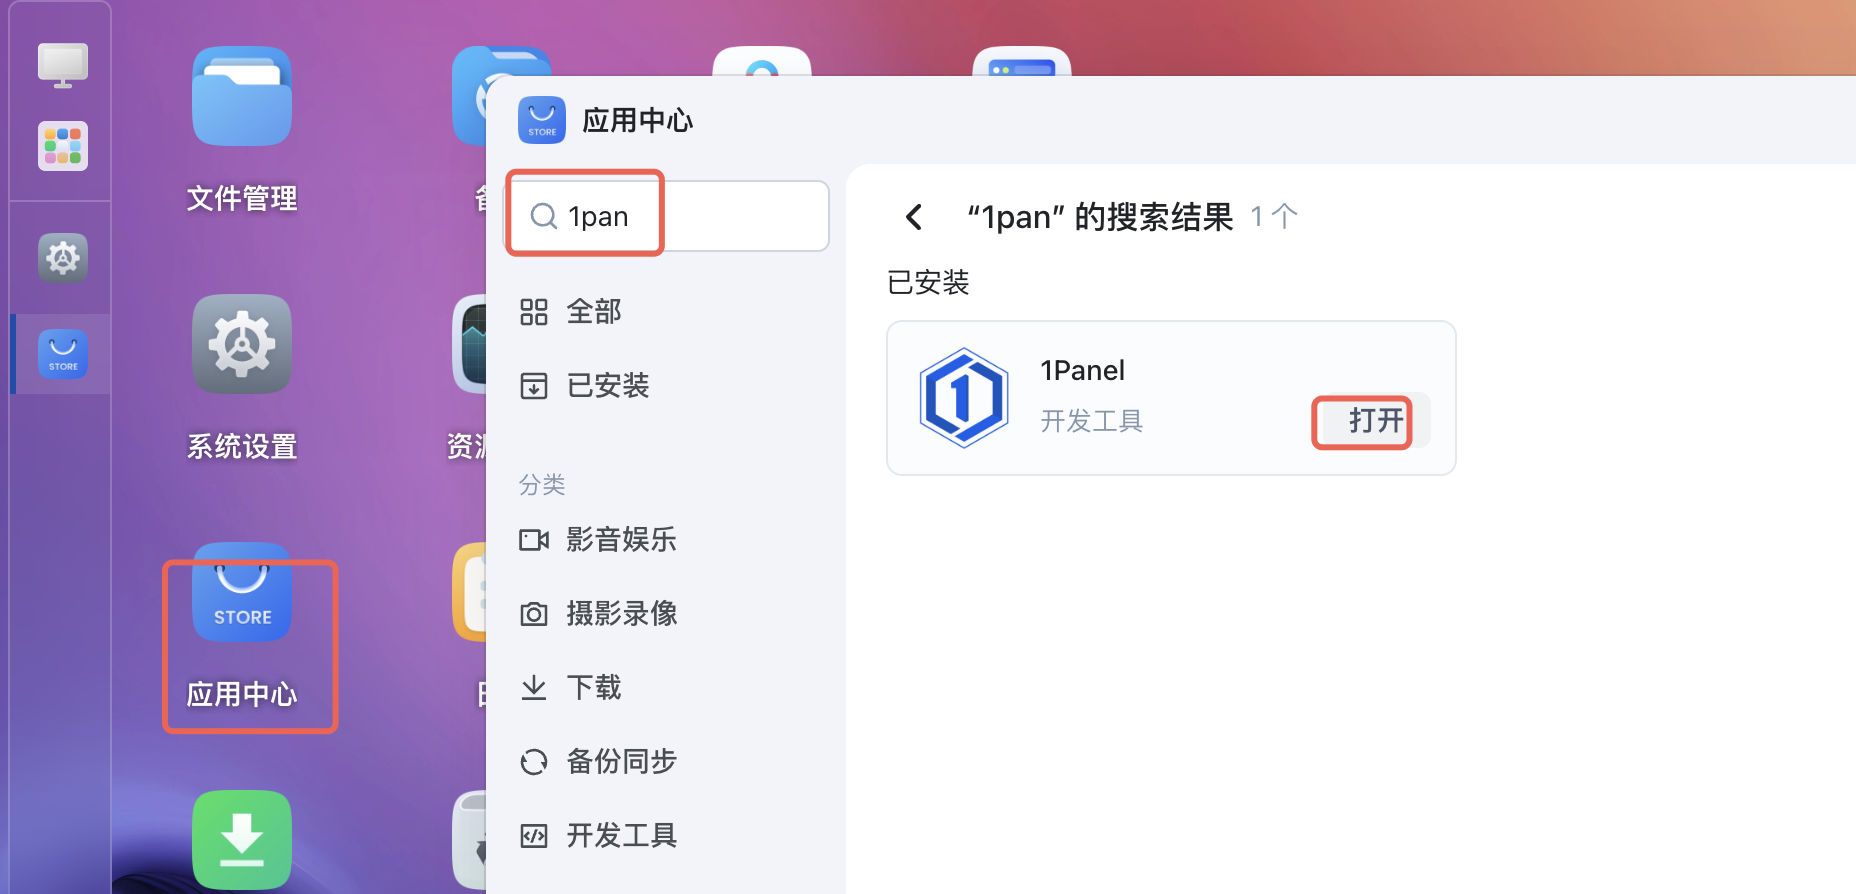 文件管理
系统设置
STORE
应用中心
STORE
资源
STORE
应用中心
1pan
全部
已安装
分类
影音娱乐
摄影录像
下载
备份同步
开发工具
“1pan” 的搜索结果 1 个
已安装
1Panel
开发工具
打开